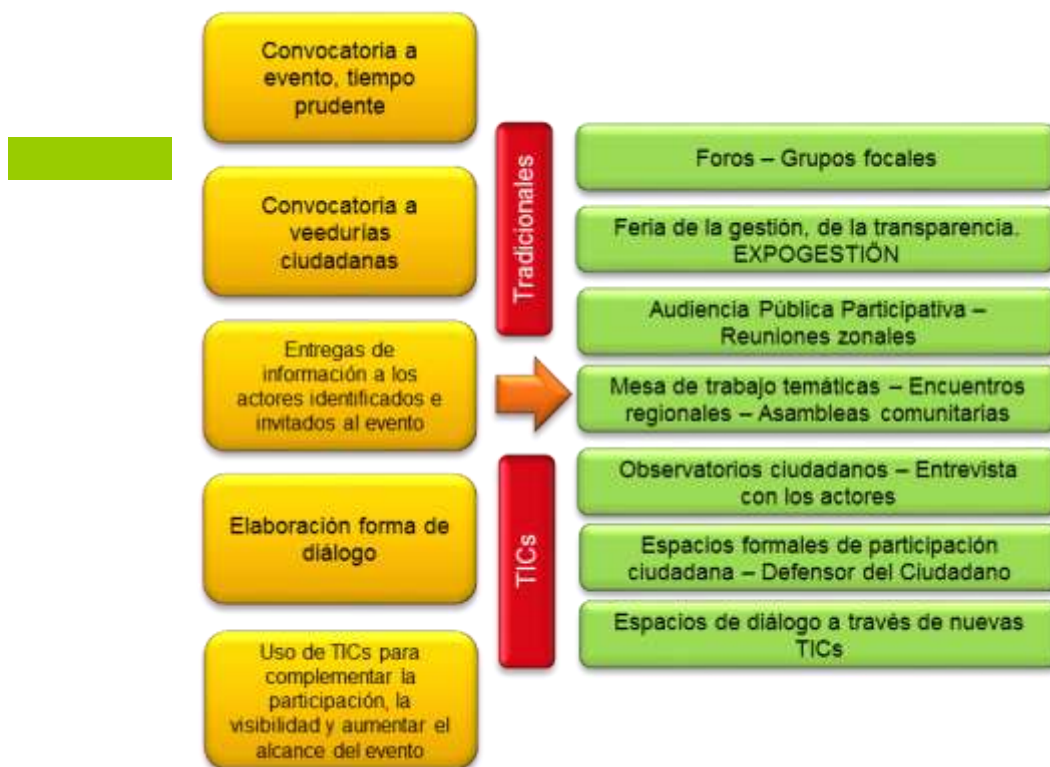 Convocatoria a
evento, tiempo
prudente
Convocatoria a
veedurías
ciudadanas
Entregas de
información a los
actores identificados e
invitados al evento
Elaboración forma de
diálogo
Uso de TICs para
complementar la
participación, la
visibilidad y aumentar el
alcance del evento
Tradicionales
TICs
Foros – Grupos focales
Feria de la gestión, de la transparencia.
EXPOGESTIÖN
Audiencia Pública Participativa –
Reuniones zonales
Mesa de trabajo temáticas – Encuentros
regionales – Asambleas comunitarias
Observatorios ciudadanos – Entrevista
con los actores
Espacios formales de participación
ciudadana – Defensor del Ciudadano
Espacios de diálogo a través de nuevas
TICs